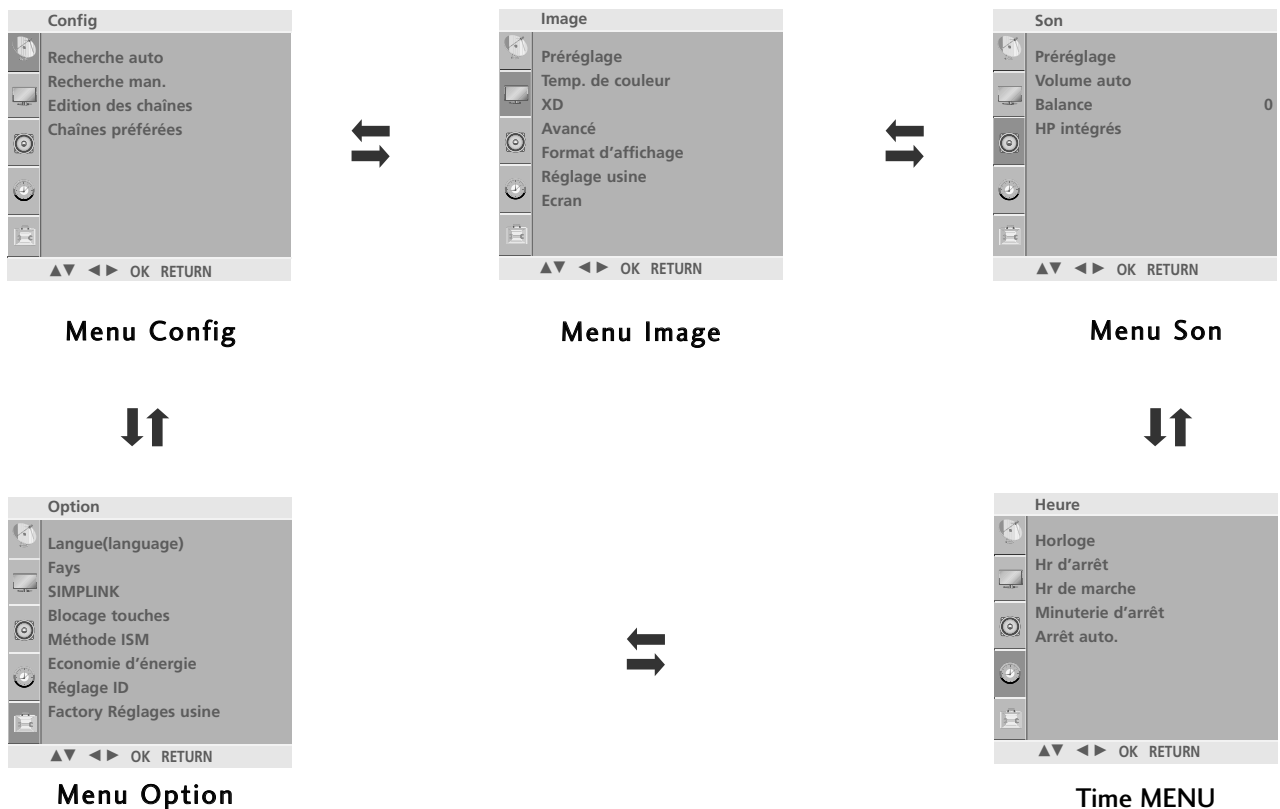 Config
Recherche auto
Recherche man.
Edition des chaînes
Chaînes préférées
▲▼ ◄► OK RETURN
Menu Config
Image
Préréglage
Temp. de couleur
XD
Avancé
Format d'affichage
Réglage usine
Ecran
▲▼ ◄► OK RETURN
Menu Image
Son
Préréglage
Volume auto
Balance 0
HP intégrés
▲▼ ◄► OK RETURN
Menu Son
Option
Langue(language)
Fays
SIMPLINK
Blocage touches
Méthode ISM
Economie d'énergie
Réglage ID
Factory Réglages usine
▲▼ ◄► OK RETURN
Menu Option
Heure
Horloge
Hr d'arrêt
Hr de marche
Minuterie d'arrêt
Arrêt auto.
▲▼ ◄► OK RETURN
Time MENU